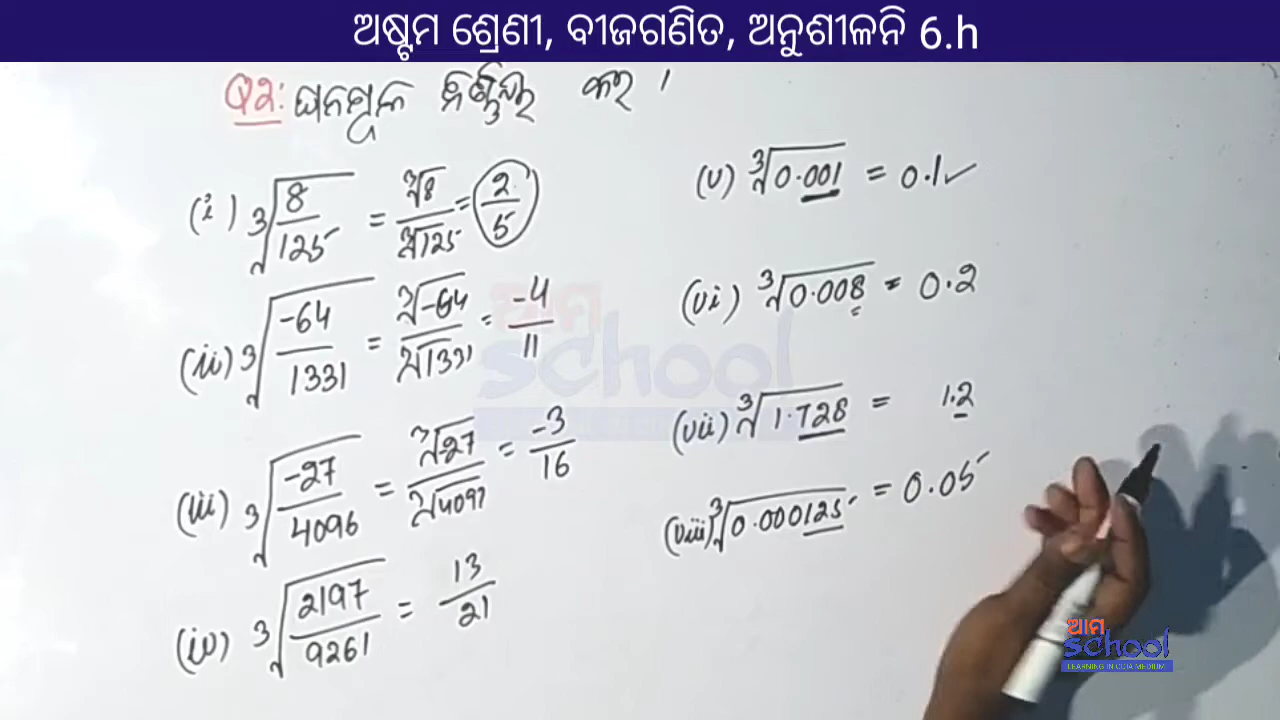 ଅଷ୍ଟମ ଶ୍ରେଣୀ, ବୀଜଗଣିତ, ଅନୁଶୀଳନି 6.h
Q2: ଘନମୂଳ ନିର୍ଣ୍ଣୟ କର ।
(i) ∛(8/125) = ∛8/∛125 = 2/5
(ii) ∛(-64/1331) = ∛-64/∛1331 = -4/11
(iii) ∛(-27/4096) = ∛-27/∛4097 = -3/16
(iv) ∛(2197/9261) = 13/21
(v) ∛0.001 = 0.1 ✓
(vi) ∛0.008 = 0.2
(vii) ∛1.728 = 1.2
(viii) ∛0.000125 = 0.05
ଆମ
school
ଆମ
school
LEARNING IN ODIA MEDIUM